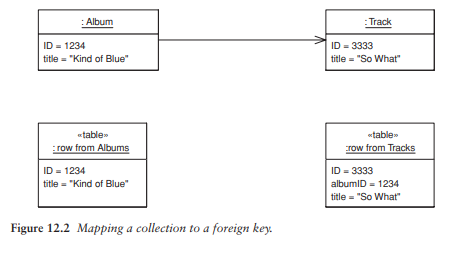 : Album
ID = 1234
title = "Kind of Blue"
: Track
ID = 3333
title = "So What"
«table»
: row from Albums
ID = 1234
title = "Kind of Blue"
«table»
:row from Tracks
ID = 3333
albumID = 1234
title = "So What"
Figure 12.2 Mapping a collection to a foreign key.